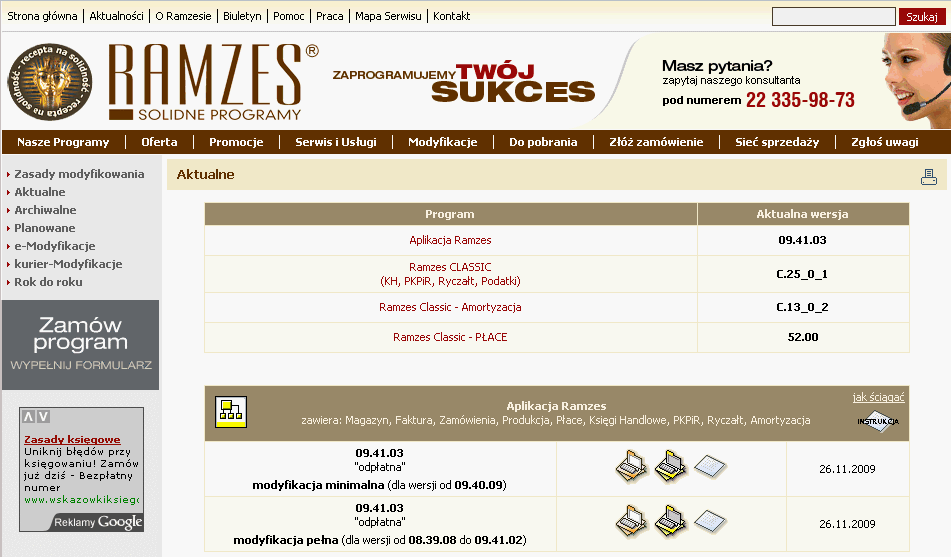 Strona główna | Aktualności | O Ramzesie | Biuletyn | Pomoc | Praca | Mapa Serwisu | Kontakt
Szukaj
recepta na solidność - recepta na solidność -
RAMZES®
SOLIDNE PROGRAMY
ZAPROGRAMUJEMY TWÓJ
SUKCES
Masz pytania?
zapytaj naszego konsultanta
pod numerem 22 335-98-73
Nasze Programy | Oferta | Promocje | Serwis i Usługi | Modyfikacje | Do pobrania | Złóż zamówienie | Sieć sprzedaży | Zgłoś uwagi
Zasady modyfikowania
Aktualne
Archiwalne
Planowane
e-Modyfikacje
kurier-Modyfikacje
Rok do roku
Zamów
program
WYPEŁNIJ FORMULARZ
Zasady księgowe
Uniknij błędów przy
księgowaniu! Zamów
już dziś - Bezpłatny
numer
www.wskazowkiksiego
Reklamy Google
Aktualne
Program Aktualna wersja
Aplikacja Ramzes 09.41.03
Ramzes CLASSIC
(KH, PKPiR, Ryczałt, Podatki) C.25_0_1
Ramzes Classic - Amortyzacja C.13_0_2
Ramzes Classic - PŁACE 52.00
Aplikacja Ramzes
zawiera: Magazyn, Faktura, Zamówienia, Produkcja, Płace, Księgi Handlowe, PKPiR, Ryczałt, Amortyzacja
jak ściągać
INSTRUKCJA
09.41.03
"odpłatna"
modyfikacja minimalna (dla wersji od 09.40.09)
26.11.2009
09.41.03
"odpłatna"
modyfikacja pełna (dla wersji od 08.39.08 do 09.41.02)
26.11.2009